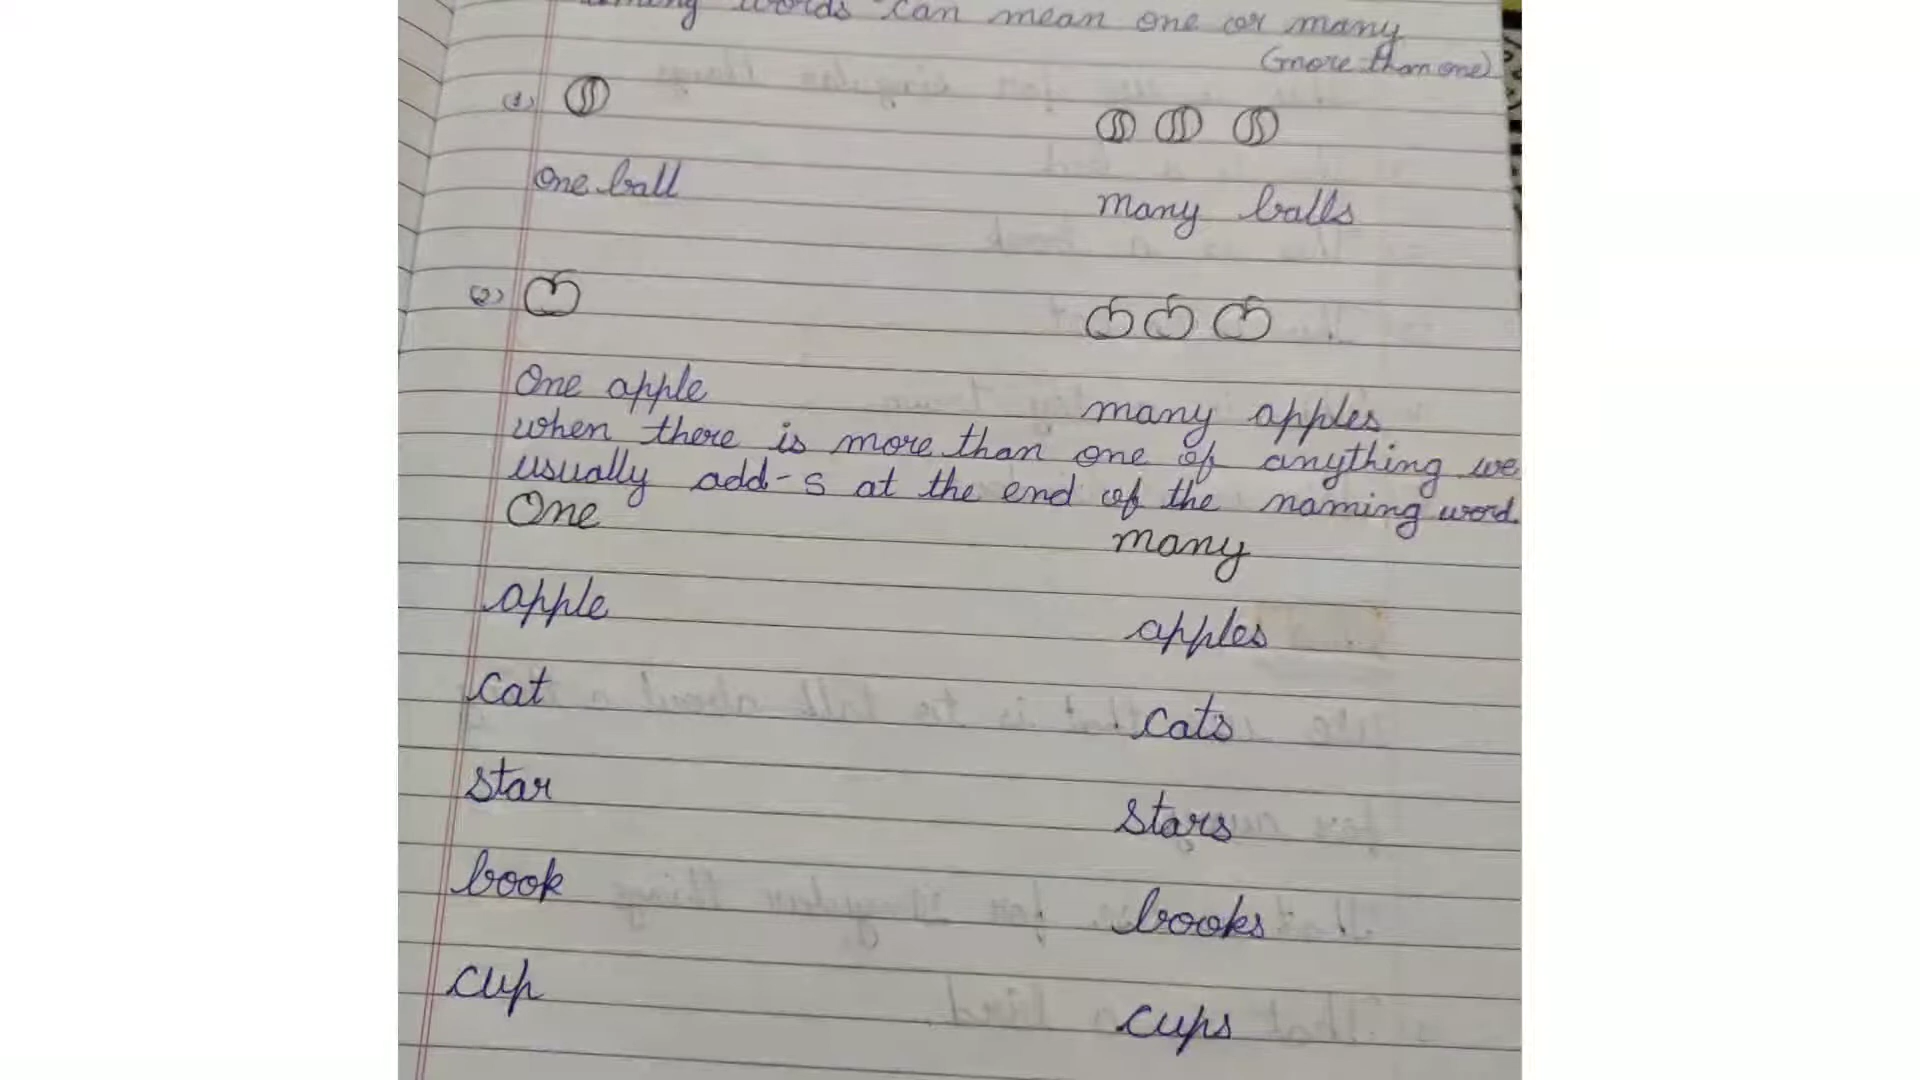 words can mean one or many
(more than one)
(1)
One ball many balls
(2)
One apple many apples
when there is more than one of anything we
usually add-s at the end of the naming word.
One many
apple apples
cat cats
star stars
book books
cup cups